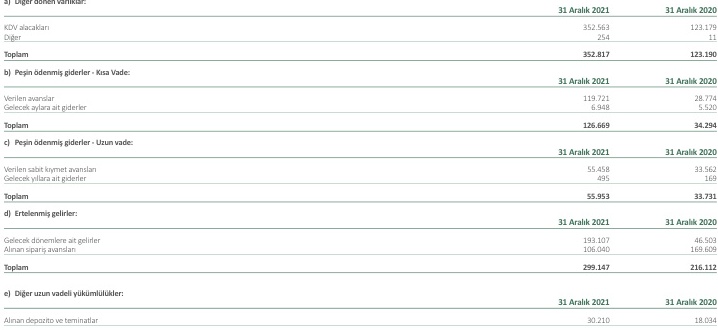 a) Diğer dönen varlıklar:
31 Aralık 2021 31 Aralık 2020
KDV alacakları 352.563 123.179
Diğer 254 11
Toplam 352.817 123.190
b) Peşin ödenmiş giderler - Kısa Vade:
31 Aralık 2021 31 Aralık 2020
Verilen avanslar 119.721 28.774
Gelecek aylara ait giderler 6.948 5.520
Toplam 126.669 34.294
c) Peşin ödenmiş giderler - Uzun vade:
31 Aralık 2021 31 Aralık 2020
Verilen sabit kıymet avansları 55.458 33.562
Gelecek yıllara ait giderler 495 169
Toplam 55.953 33.731
d) Ertelenmiş gelirler:
31 Aralık 2021 31 Aralık 2020
Gelecek dönemlere ait gelirler 193.107 46.503
Alınan sipariş avansları 106.040 169.609
Toplam 299.147 216.112
e) Diğer uzun vadeli yükümlülükler:
31 Aralık 2021 31 Aralık 2020
Alınan depozito ve teminatlar 30.210 18.034